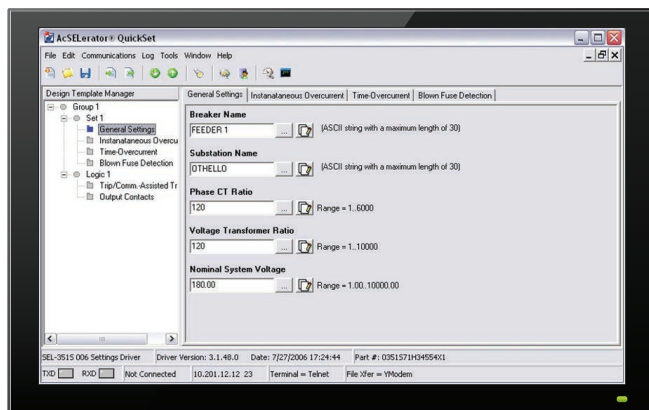 AcSELerator® QuickSet
File Edit Communications Log Tools Window Help
Design Template Manager
Group 1
Set 1
General Settings
Instanataneous Overcu
Time-Overcurrent
Blown Fuse Detection
Logic 1
Trip/Comm.-Assisted Tr
Output Contacts
General Settings Instanataneous Overcurrent Time-Overcurrent Blown Fuse Detection
Breaker Name
FEEDER 1 ... (ASCII string with a maximum length of 30)
Substation Name
OTHELLO ... (ASCII string with a maximum length of 30)
Phase CT Ratio
120 ... Range = 1..6000
Voltage Transformer Ratio
120 ... Range = 1..10000
Nominal System Voltage
180.00 ... Range = 1.00..10000.00
SEL-351S 006 Settings Driver Driver Version: 3.1.48.0 Date: 7/27/2006 17:24:44 Part #: 0351S71H34554X1
TXD RXD Not Connected 10.201.12.12 23 Terminal = Telnet File Xfer = YModem